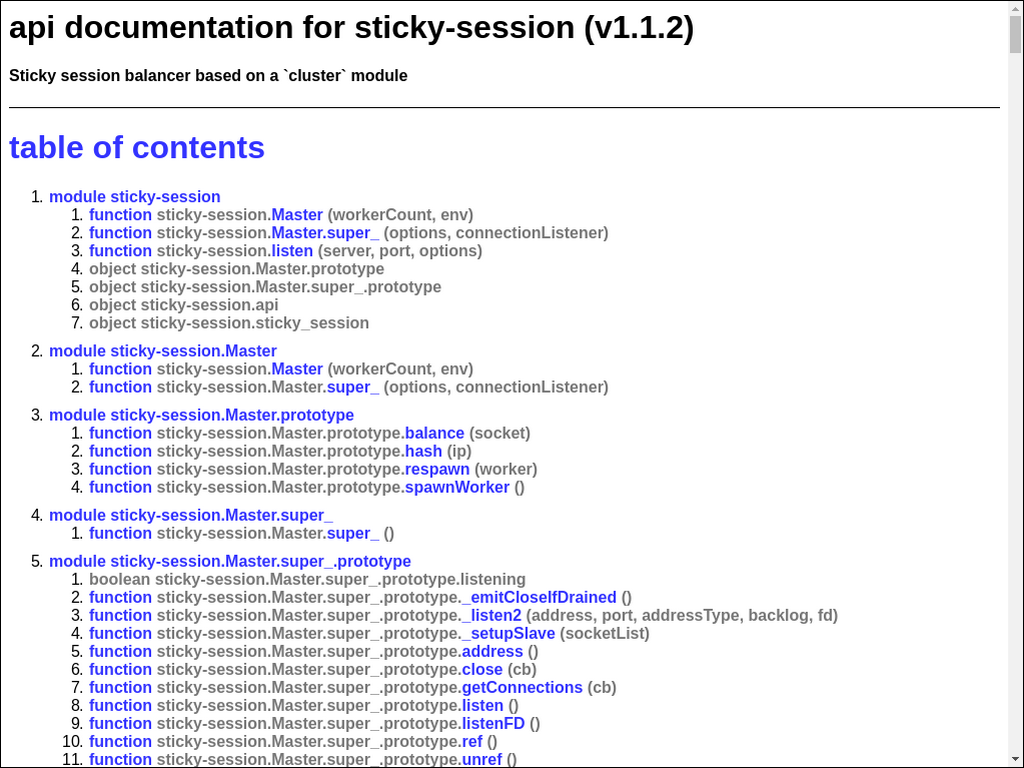 api documentation for sticky-session (v1.1.2)
Sticky session balancer based on a `cluster` module
table of contents
1. module sticky-session
1. function sticky-session.Master (workerCount, env)
2. function sticky-session.Master.super_ (options, connectionListener)
3. function sticky-session.listen (server, port, options)
4. object sticky-session.Master.prototype
5. object sticky-session.Master.super_.prototype
6. object sticky-session.api
7. object sticky-session.sticky_session
2. module sticky-session.Master
1. function sticky-session.Master (workerCount, env)
2. function sticky-session.Master.super_ (options, connectionListener)
3. module sticky-session.Master.prototype
1. function sticky-session.Master.prototype.balance (socket)
2. function sticky-session.Master.prototype.hash (ip)
3. function sticky-session.Master.prototype.respawn (worker)
4. function sticky-session.Master.prototype.spawnWorker ()
4. module sticky-session.Master.super_
1. function sticky-session.Master.super_ ()
5. module sticky-session.Master.super_.prototype
1. boolean sticky-session.Master.super_.prototype.listening
2. function sticky-session.Master.super_.prototype._emitCloseIfDrained ()
3. function sticky-session.Master.super_.prototype._listen2 (address, port, addressType, backlog, fd)
4. function sticky-session.Master.super_.prototype._setupSlave (socketList)
5. function sticky-session.Master.super_.prototype.address ()
6. function sticky-session.Master.super_.prototype.close (cb)
7. function sticky-session.Master.super_.prototype.getConnections (cb)
8. function sticky-session.Master.super_.prototype.listen ()
9. function sticky-session.Master.super_.prototype.listenFD ()
10. function sticky-session.Master.super_.prototype.ref ()
11. function sticky-session.Master.super_.prototype.unref ()